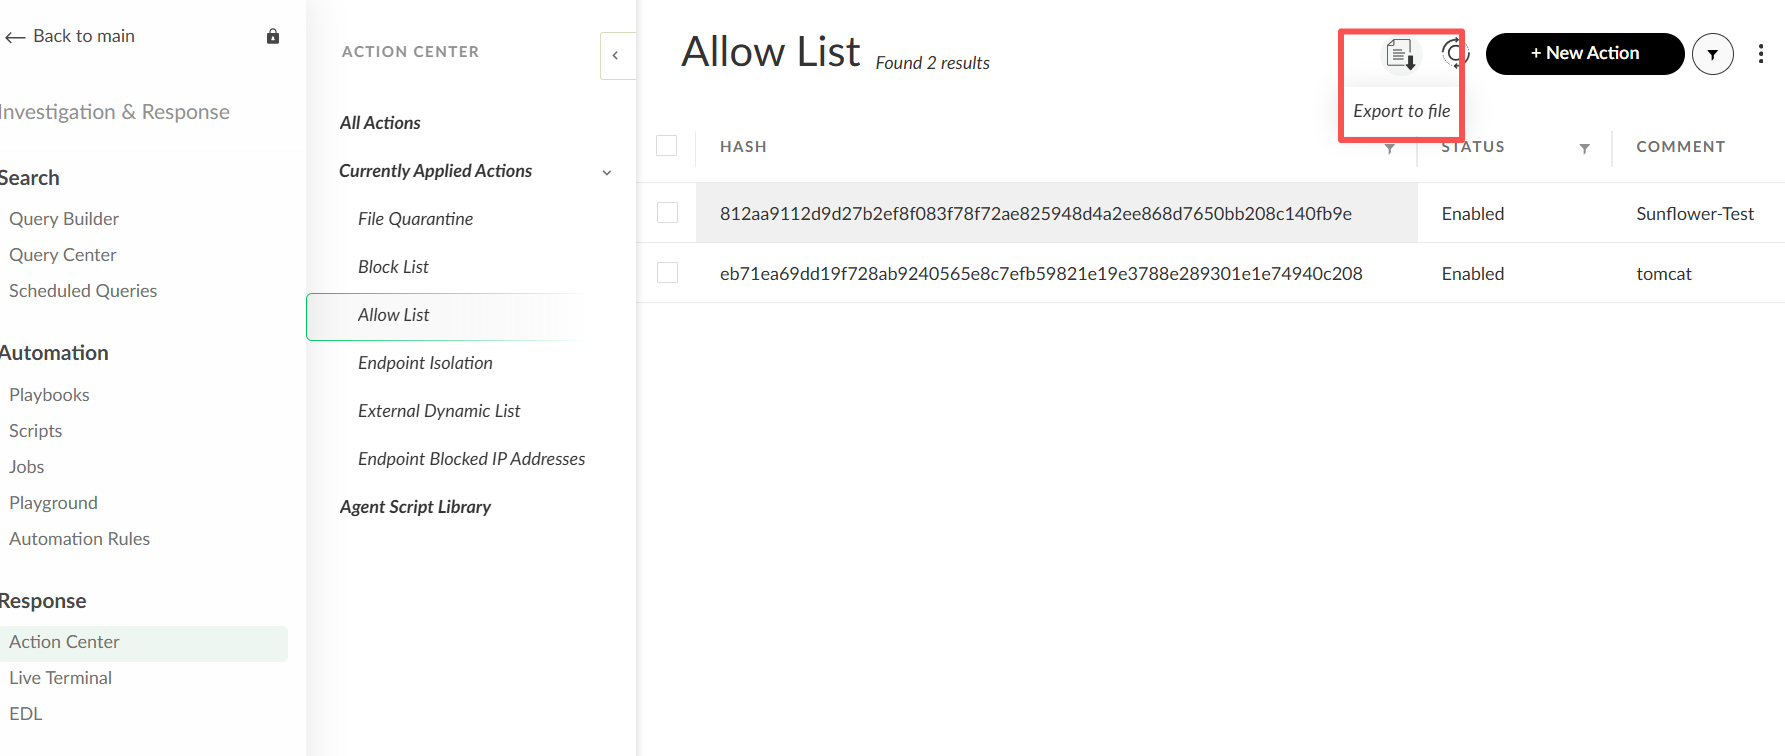 Back to main
Investigation & Response
Search
Query Builder
Query Center
Scheduled Queries
Automation
Playbooks
Scripts
Jobs
Playground
Automation Rules
Response
Action Center
Live Terminal
EDL
ACTION CENTER
All Actions
Currently Applied Actions
File Quarantine
Block List
Allow List
Endpoint Isolation
External Dynamic List
Endpoint Blocked IP Addresses
Agent Script Library
Allow List Found 2 results
+ New Action
Export to file
HASH STATUS COMMENT
812aa9112d9d27b2ef8f083f78f72ae825948d4a2ee868d7650bb208c140fb9e Enabled Sunflower-Test
eb71ea69dd19f728ab9240565e8c7efb59821e19e3788e289301e1e74940c208 Enabled tomcat